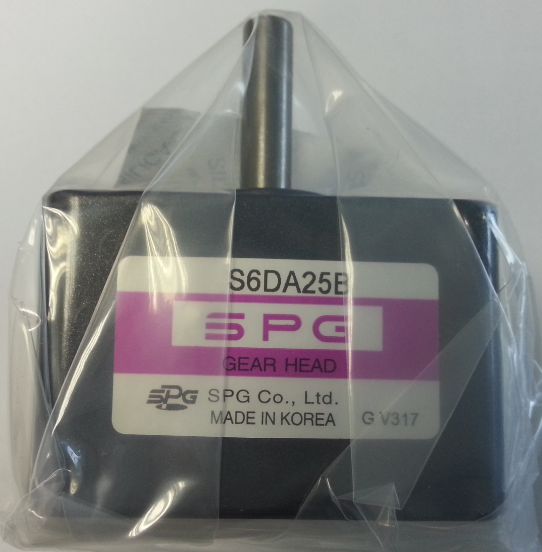 S6DA25B
SPG
GEAR HEAD
SPG SPG Co., Ltd.
MADE IN KOREA G V317